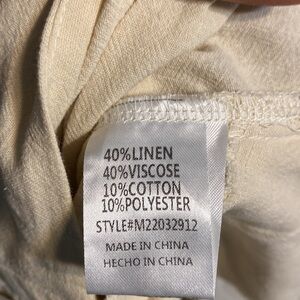 40%LINEN
40%VISCOSE
10%COTTON
10%POLYESTER
STYLE#M22032912
MADE IN CHINA
HECHO IN CHINA